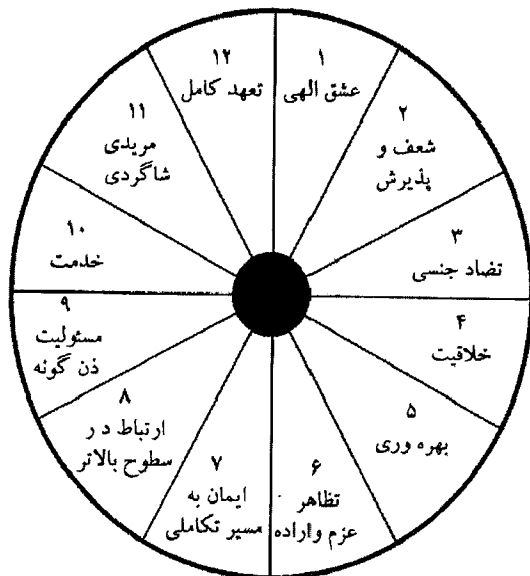 ۱
عشق الهی
۲
شعف و
پذیرش
۳
تضاد جنسی
۴
خلاقیت
۵
بهره وری
۶
تظاهر
عزم واراده
۷
ایمان به
مسیر تکاملی
۸
ارتباط در
سطوح بالاتر
۹
مسئولیت
ذن گونه
۱۰
خدمت
۱۱
مریدی
شاگردی
۱۲
تعهد کامل